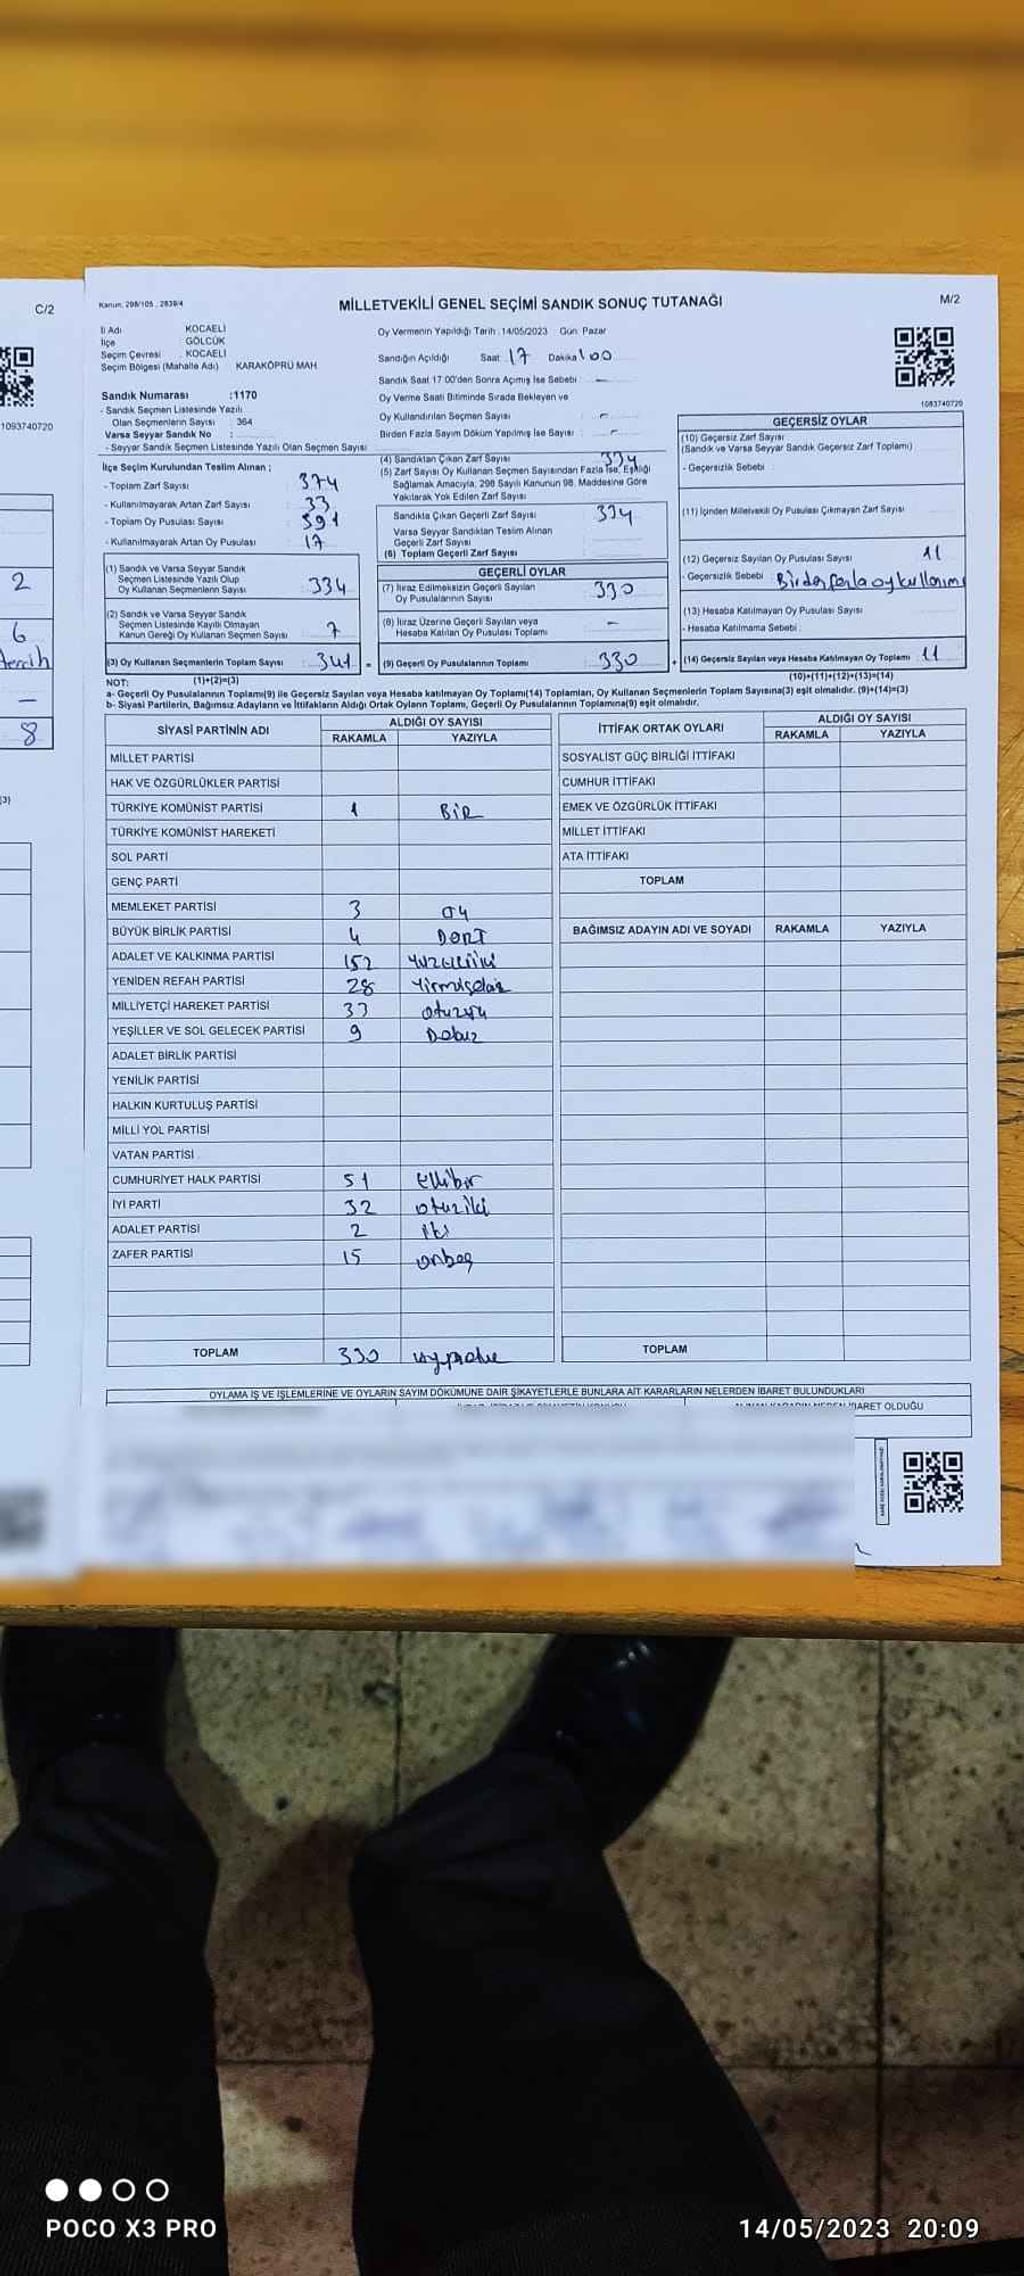 C/2
1093740720
2
6
tercih
-
8
Kanun: 298/105 , 2839/4
MİLLETVEKİLİ GENEL SEÇİMİ SANDIK SONUÇ TUTANAĞI
M/2
İl Adı KOCAELİ
İlçe GÖLCÜK
Seçim Çevresi : KOCAELİ
Seçim Bölgesi (Mahalle Adı) KARAKÖPRÜ MAH
Oy Vermenin Yapıldığı Tarih : 14/05/2023 Gün: Pazar
Sandığın Açıldığı Saat : 17 Dakika : 00
Sandık Saat 17:00'den Sonra Açımış İse Sebebi : -
Oy Verme Saati Bitiminde Sırada Bekleyen ve
Oy Kullandırılan Seçmen Sayısı : -
Birden Fazla Sayım Döküm Yapılmış İse Sayısı : -
1093740720
Sandık Numarası :1170
- Sandık Seçmen Listesinde Yazılı
Olan Seçmenlerin Sayısı : 364
Varsa Seyyar Sandık No :
- Seyyar Sandık Seçmen Listesinde Yazılı Olan Seçmen Sayısı
İlçe Seçim Kurulundan Teslim Alınan ;
- Toplam Zarf Sayısı : 374
- Kullanılmayarak Artan Zarf Sayısı : 33
- Toplam Oy Pusulası Sayısı : 391
- Kullanılmayarak Artan Oy Pusulası : 17
(1) Sandık ve Varsa Seyyar Sandık
Seçmen Listesinde Yazılı Olup
Oy Kullanan Seçmenlerin Sayısı : 334
(2) Sandık ve Varsa Seyyar Sandık
Seçmen Listesinde Kayıtlı Olmayan
Kanun Gereği Oy Kullanan Seçmen Sayısı : 7
(3) Oy Kullanan Seçmenlerin Toplam Sayısı : 341 =
(1)+(2)=(3)
(4) Sandıktan Çıkan Zarf Sayısı : 334
(5) Zarf Sayısı Oy Kullanan Seçmen Sayısından Fazla İse, Eşitliği
Sağlamak Amacıyla, 298 Sayılı Kanunun 98. Maddesine Göre
Yakılarak Yok Edilen Zarf Sayısı
Sandıkta Çıkan Geçerli Zarf Sayısı : 334
Varsa Seyyar Sandıktan Teslim Alınan
Geçerli Zarf Sayısı
(6) Toplam Geçerli Zarf Sayısı
GEÇERLİ OYLAR
(7) İtiraz Edilmeksizin Geçerli Sayılan
Oy Pusulalarının Sayısı : 330
(8) İtiraz Üzerine Geçerli Sayılan veya
Hesaba Katılan Oy Pusulası Toplamı : -
(9) Geçerli Oy Pusulalarının Toplamı : 330 +
GEÇERSİZ OYLAR
(10) Geçersiz Zarf Sayısı
(Sandık ve Varsa Seyyar Sandık Geçersiz Zarf Toplamı)
- Geçersizlik Sebebi
(11) İçinden Milletvekili Oy Pusulası Çıkmayan Zarf Sayısı
(12) Geçersiz Sayılan Oy Pusulası Sayısı 11
- Geçersizlik Sebebi : Birden fazla oy kullanımı
(13) Hesaba Katılmayan Oy Pusulası Sayısı
- Hesaba Katılmama Sebebi :
(14) Geçersiz Sayılan veya Hesaba Katılmayan Oy Toplamı 11
(10)+(11)+(12)+(13)=(14)
NOT:
a- Geçerli Oy Pusulalarının Toplamı(9) ile Geçersiz Sayılan veya Hesaba katılmayan Oy Toplamı(14) Toplamları, Oy Kullanan Seçmenlerin Toplam Sayısına(3) eşit olmalıdır. (9)+(14)=(3)
b- Siyasi Partilerin, Bağımsız Adayların ve İttifakların Aldığı Ortak Oyların Toplamı, Geçerli Oy Pusulalarının Toplamına(9) eşit olmalıdır.
SİYASİ PARTİNİN ADI ALDIĞI OY SAYISI
RAKAMLA YAZIYLA
MİLLET PARTİSİ
HAK VE ÖZGÜRLÜKLER PARTİSİ
TÜRKİYE KOMÜNİST PARTİSİ 1 BİR
TÜRKİYE KOMÜNİST HAREKETİ
SOL PARTİ
GENÇ PARTİ
MEMLEKET PARTİSİ 3
BÜYÜK BİRLİK PARTİSİ 4 DÖRT
ADALET VE KALKINMA PARTİSİ 152 Yüzelliiki
YENİDEN REFAH PARTİSİ 28 Yirmisekiz
MİLLİYETÇİ HAREKET PARTİSİ 33 otuzüç
YEŞİLLER VE SOL GELECEK PARTİSİ 9 Dokuz
ADALET BİRLİK PARTİSİ
YENİLİK PARTİSİ
HALKIN KURTULUŞ PARTİSİ
MİLLİ YOL PARTİSİ
VATAN PARTİSİ
CUMHURİYET HALK PARTİSİ 51 ellibir
İYİ PARTİ 32 otuziki
ADALET PARTİSİ 2 iki
ZAFER PARTİSİ 15 onbeş
TOPLAM 330
İTTİFAK ORTAK OYLARI ALDIĞI OY SAYISI
RAKAMLA YAZIYLA
SOSYALİST GÜÇ BİRLİĞİ İTTİFAKI
CUMHUR İTTİFAKI
EMEK VE ÖZGÜRLÜK İTTİFAKI
MİLLET İTTİFAKI
ATA İTTİFAKI
TOPLAM
BAĞIMSIZ ADAYIN ADI VE SOYADI RAKAMLA YAZIYLA
TOPLAM
OYLAMA İŞ VE İŞLEMLERİNE VE OYLARIN SAYIM DÖKÜMÜNE DAİR ŞİKAYETLERLE BUNLARA AİT KARARLARIN NELERDEN İBARET BULUNDUKLARI
İBARET OLDUĞU
POCO X3 PRO
14/05/2023 20:09